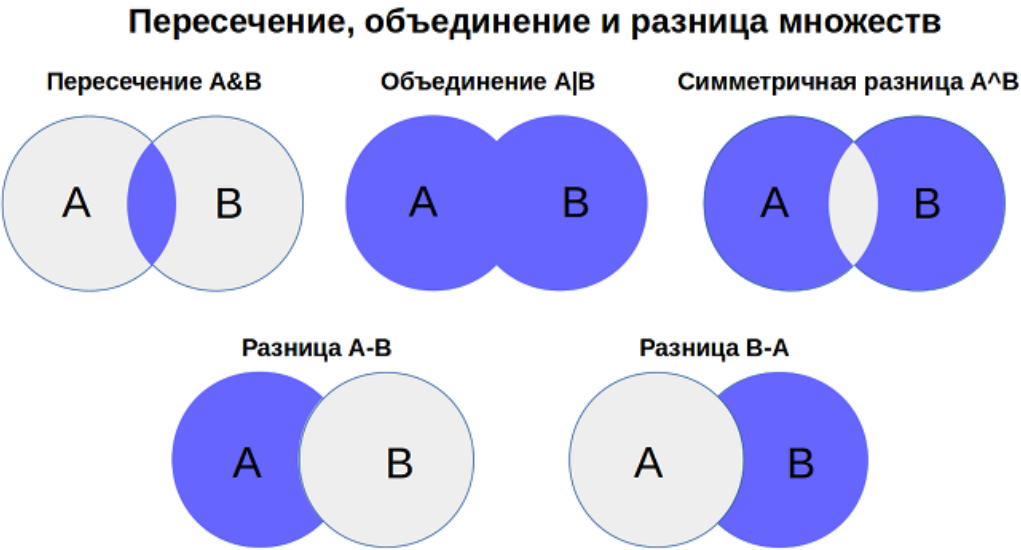 Пересечение, объединение и разница множеств
Пересечение A&B
Объединение A|B
Симметричная разница A^B
A
B
A
B
A
B
Разница A-B
Разница B-A
A
B
A
B